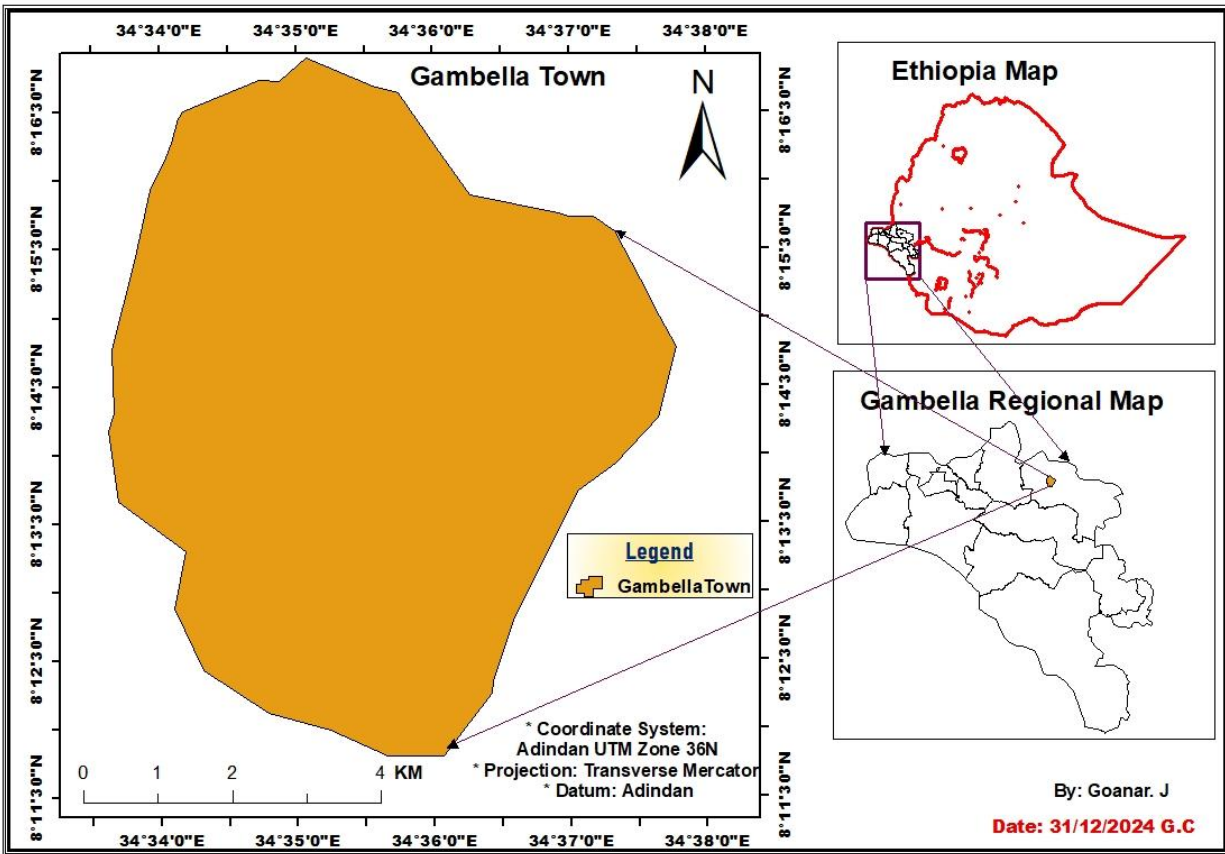 34°34'0"E 34°35'0"E 34°36'0"E 34°37'0"E 34°38'0"E
Gambella Town
N
8°16'30"N
8°15'30"N
8°14'30"N
8°13'30"N
8°12'30"N
8°11'30"N
8°16'30"N
8°15'30"N
8°14'30"N
8°13'30"N
8°12'30"N
8°11'30"N
Legend
GambellaTown
* Coordinate System:
Adindan UTM Zone 36N
* Projection: Transverse Mercator
* Datum: Adindan
0 1 2 4 KM
34°34'0"E 34°35'0"E 34°36'0"E 34°37'0"E 34°38'0"E
Ethiopia Map
Gambella Regional Map
By: Goanar. J
Date: 31/12/2024 G.C